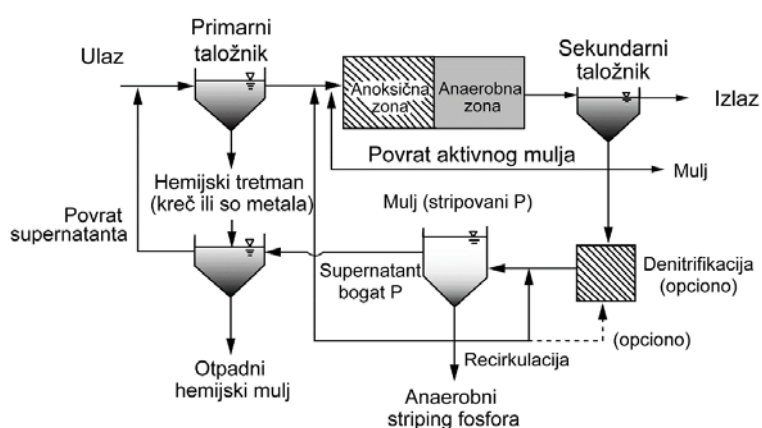 Primarni
taložnik
Ulaz
Anoksična
zona
Anaerobna
zona
Sekundarni
taložnik
Izlaz
Povrat aktivnog mulja
Mulj
Hemijski tretman
(kreč ili so metala)
Mulj (stripovani P)
Povrat
supernatanta
Supernatant
bogat P
Denitrifikacija
(opciono)
(opciono)
Recirkulacija
Otpadni
hemijski mulj
Anaerobni
striping fosfora